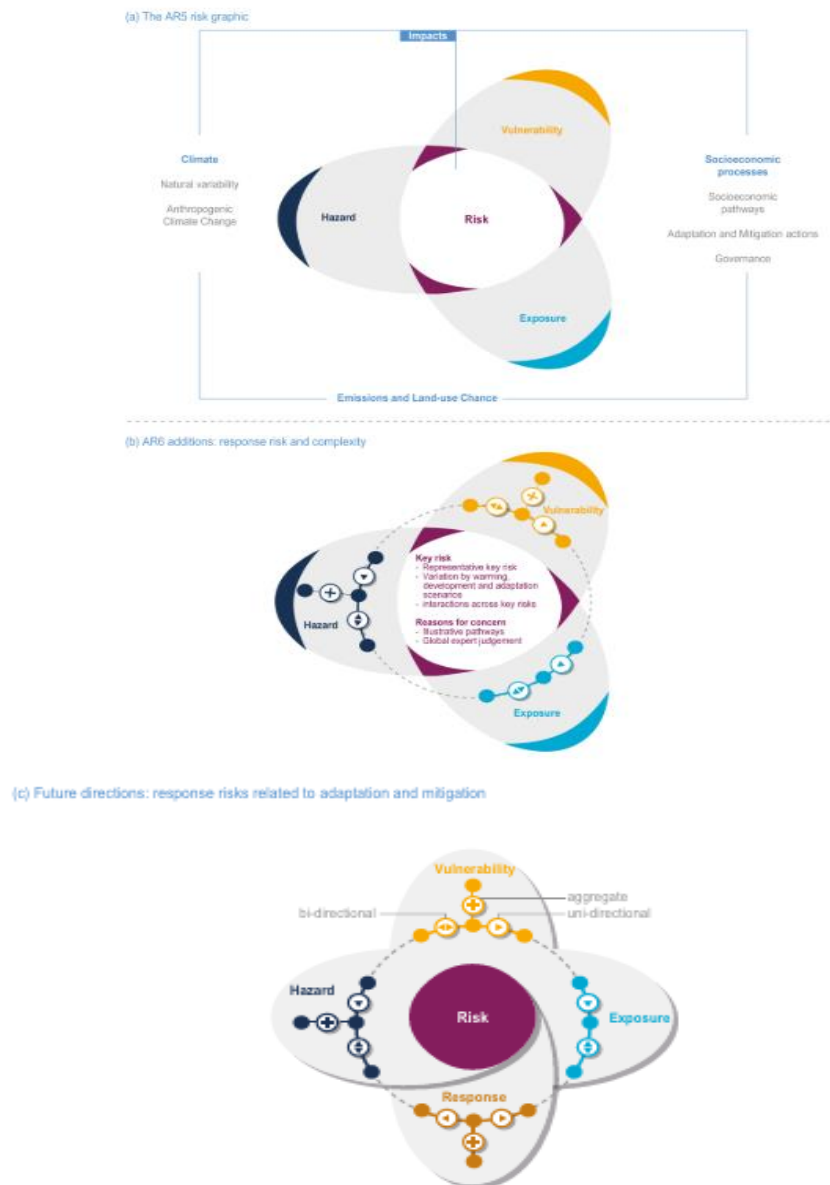 (a) The AR5 risk graphic
Impacts
Vulnerability
Climate
Natural variability
Anthropogenic
Climate Change
Hazard
Risk
Socioeconomic
processes
Socioeconomic
pathways
Adaptation and Mitigation actions
Governance
Exposure
Emissions and Land-use Chance
(b) AR6 additions: response risk and complexity
Vulnerability
Key risk
- Representative key risk
- Variation by warming,
development and adaptation
scenarios
- interactions across key risks
Reasons for concern
- Illustrative pathways
- Global expert judgement
Hazard
Exposure
(c) Future directions: response risks related to adaptation and mitigation
Vulnerability
aggregate
bi-directional
uni-directional
Hazard
Risk
Exposure
Response